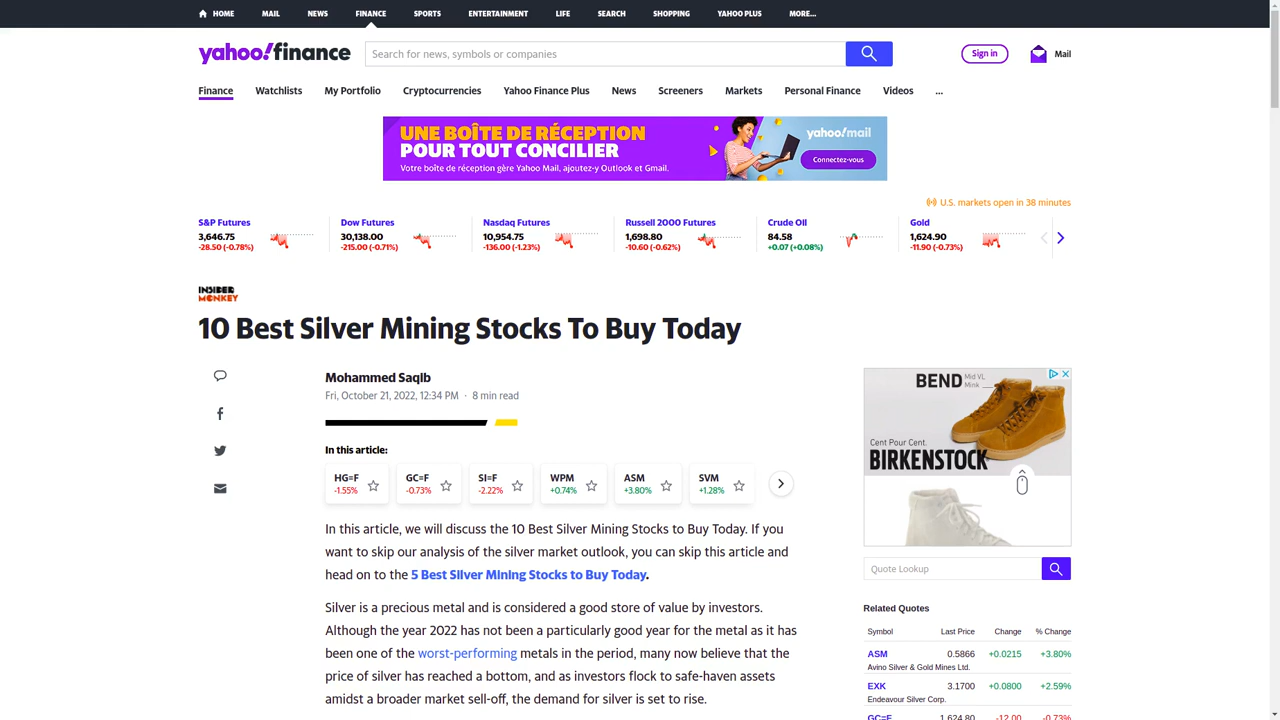 HOME MAIL NEWS FINANCE SPORTS ENTERTAINMENT LIFE SEARCH SHOPPING YAHOO PLUS MORE...
yahoo!finance
Search for news, symbols or companies
Sign in
Mail
Finance Watchlists My Portfolio Cryptocurrencies Yahoo Finance Plus News Screeners Markets Personal Finance Videos ...
UNE BOÎTE DE RÉCEPTION
POUR TOUT CONCILIER
Votre boîte de réception gère Yahoo Mail, ajoutez-y Outlook et Gmail.
yahoo!mail
Connectez-vous
U.S. markets open in 38 minutes
S&P Futures
3,646.75
-28.50 (-0.78%)
Dow Futures
30,138.00
-215.00 (-0.71%)
Nasdaq Futures
10,954.75
-136.00 (-1.23%)
Russell 2000 Futures
1,698.80
-10.60 (-0.62%)
Crude Oil
84.58
+0.07 (+0.08%)
Gold
1,624.90
-11.90 (-0.73%)
INSIDER
MONKEY
10 Best Silver Mining Stocks To Buy Today
Mohammed Saqib
Fri, October 21, 2022, 12:34 PM · 8 min read
In this article:
HG=F
-1.55%
GC=F
-0.73%
SI=F
-2.22%
WPM
+0.74%
ASM
+3.80%
SVM
+1.28%
In this article, we will discuss the 10 Best Silver Mining Stocks to Buy Today. If you
want to skip our analysis of the silver market outlook, you can skip this article and
head on to the 5 Best Silver Mining Stocks to Buy Today.
Silver is a precious metal and is considered a good store of value by investors.
Although the year 2022 has not been a particularly good year for the metal as it has
been one of the worst-performing metals in the period, many now believe that the
price of silver has reached a bottom, and as investors flock to safe-haven assets
amidst a broader market sell-off, the demand for silver is set to rise.
BEND Mid VL
Mink
Cent Pour Cent.
BIRKENSTOCK
Quote Lookup
Related Quotes
Symbol Last Price Change % Change
ASM 0.5866 +0.0215 +3.80%
Avino Silver & Gold Mines Ltd.
EXK 3.1700 +0.0800 +2.59%
Endeavour Silver Corp.
GC=F 1,624.80 -12.00 -0.73%